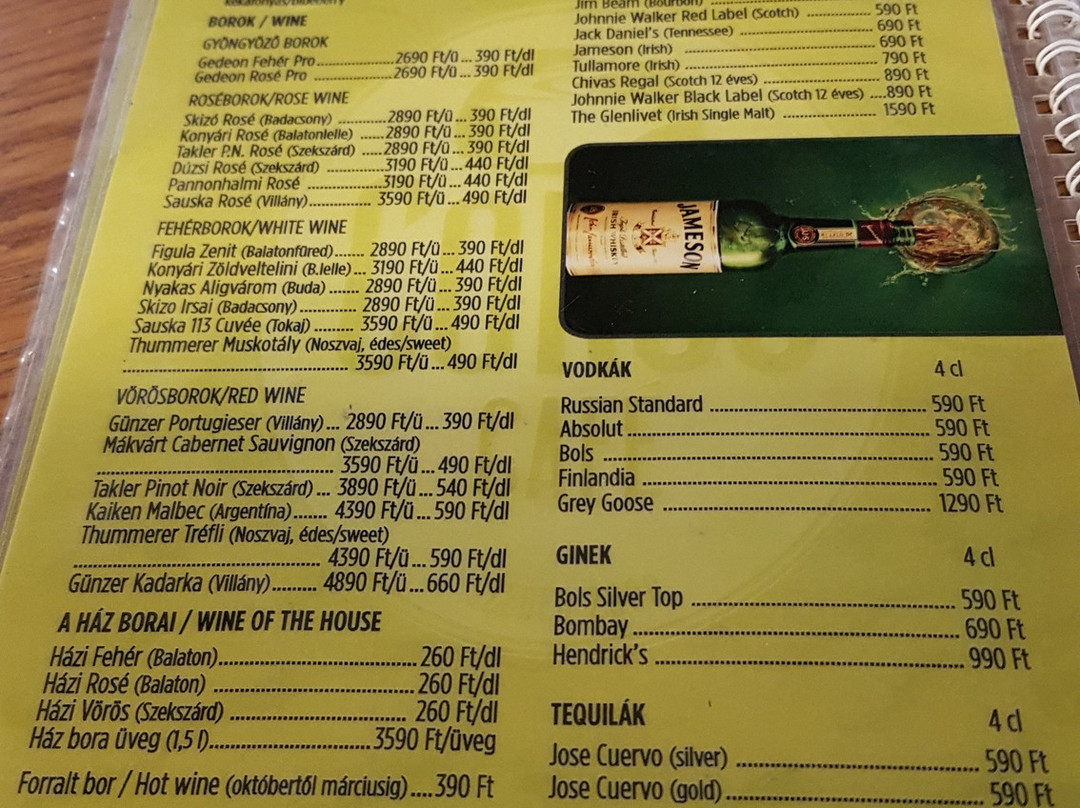 BOROK / WINE
GYÖNGYÖZŐ BOROK
Gedeon Fehér Pro.....................2690 Ft/ü... 390 Ft/dl
Gedeon Rosé Pro .....................2690 Ft/ü... 390 Ft/dl
ROSÉBOROK/ROSE WINE
Skizó Rosé (Badacsony) ...........2890 Ft/ü... 390 Ft/dl
Konyári Rosé (Balatonlelle) ......2890 Ft/ü... 390 Ft/dl
Takler P.N. Rosé (Szekszárd) .....2890 Ft/ü... 390 Ft/dl
Dúzsi Rosé (Szekszárd) .............3190 Ft/ü... 440 Ft/dl
Pannonhalmi Rosé ..................3190 Ft/ü... 440 Ft/dl
Sauska Rosé (Villány)............... 3590 Ft/ü... 490 Ft/dl
FEHÉRBOROK/WHITE WINE
Figula Zenit (Balatonfüred)...... 2890 Ft/ü... 390 Ft/dl
Konyári Zöldveltelini (B.lelle)... 3190 Ft/ü... 440 Ft/dl
Nyakas Aligvárom (Buda) ....... 2890 Ft/ü... 390 Ft/dl
Skizo Irsai (Badacsony)............ 2890 Ft/ü... 390 Ft/dl
Sauska 113 Cuvée (Tokaj) ......... 3590 Ft/ü... 490 Ft/dl
Thummerer Muskotály (Noszvaj, édes/sweet)
.................................................. 3590 Ft/ü... 490 Ft/dl
VÖRÖSBOROK/RED WINE
Günzer Portugieser (Villány)... 2890 Ft/ü... 390 Ft/dl
Mákvárt Cabernet Sauvignon (Szekszárd)
.................................................. 3590 Ft/ü... 490 Ft/dl
Takler Pinot Noir (Szekszárd)... 3890 Ft/ü... 540 Ft/dl
Kaiken Malbec (Argentína)....... 4390 Ft/ü... 590 Ft/dl
Thummerer Tréfli (Noszvaj, édes/sweet)
.................................................. 4390 Ft/ü... 590 Ft/dl
Günzer Kadarka (Villány)......... 4890 Ft/ü... 660 Ft/dl
A HÁZ BORAI / WINE OF THE HOUSE
Házi Fehér (Balaton)......................................260 Ft/dl
Házi Rosé (Balaton) ......................................260 Ft/dl
Házi Vörös (Szekszárd) ................................. 260 Ft/dl
Ház bora üveg (1,5 l)..............................3590 Ft/üveg
Forralt bor / Hot wine (októbertől márciusig)....390 Ft
Jim Beam (Bourbon)
Johnnie Walker Red Label (Scotch) ............... 590 Ft
Jack Daniel's (Tennessee) ............................. 690 Ft
Jameson (Irish) ............................................. 690 Ft
Tullamore (Irish) ........................................... 790 Ft
Chivas Regal (Scotch 12 éves) ...................... 890 Ft
Johnnie Walker Black Label (Scotch 12 éves) ....890 Ft
The Glenlivet (Irish Single Malt) .................. 1590 Ft
JAMESON
IRISH WHISKEY
VODKÁK 4 cl
Russian Standard ......................................... 590 Ft
Absolut ......................................................... 590 Ft
Bols .............................................................. 590 Ft
Finlandia ....................................................... 590 Ft
Grey Goose ................................................. 1290 Ft
GINEK 4 cl
Bols Silver Top ............................................. 590 Ft
Bombay......................................................... 690 Ft
Hendrick's ..................................................... 990 Ft
TEQUILÁK 4 cl
Jose Cuervo (silver) ...................................... 590 Ft
Jose Cuervo (gold)........................................ 590 Ft